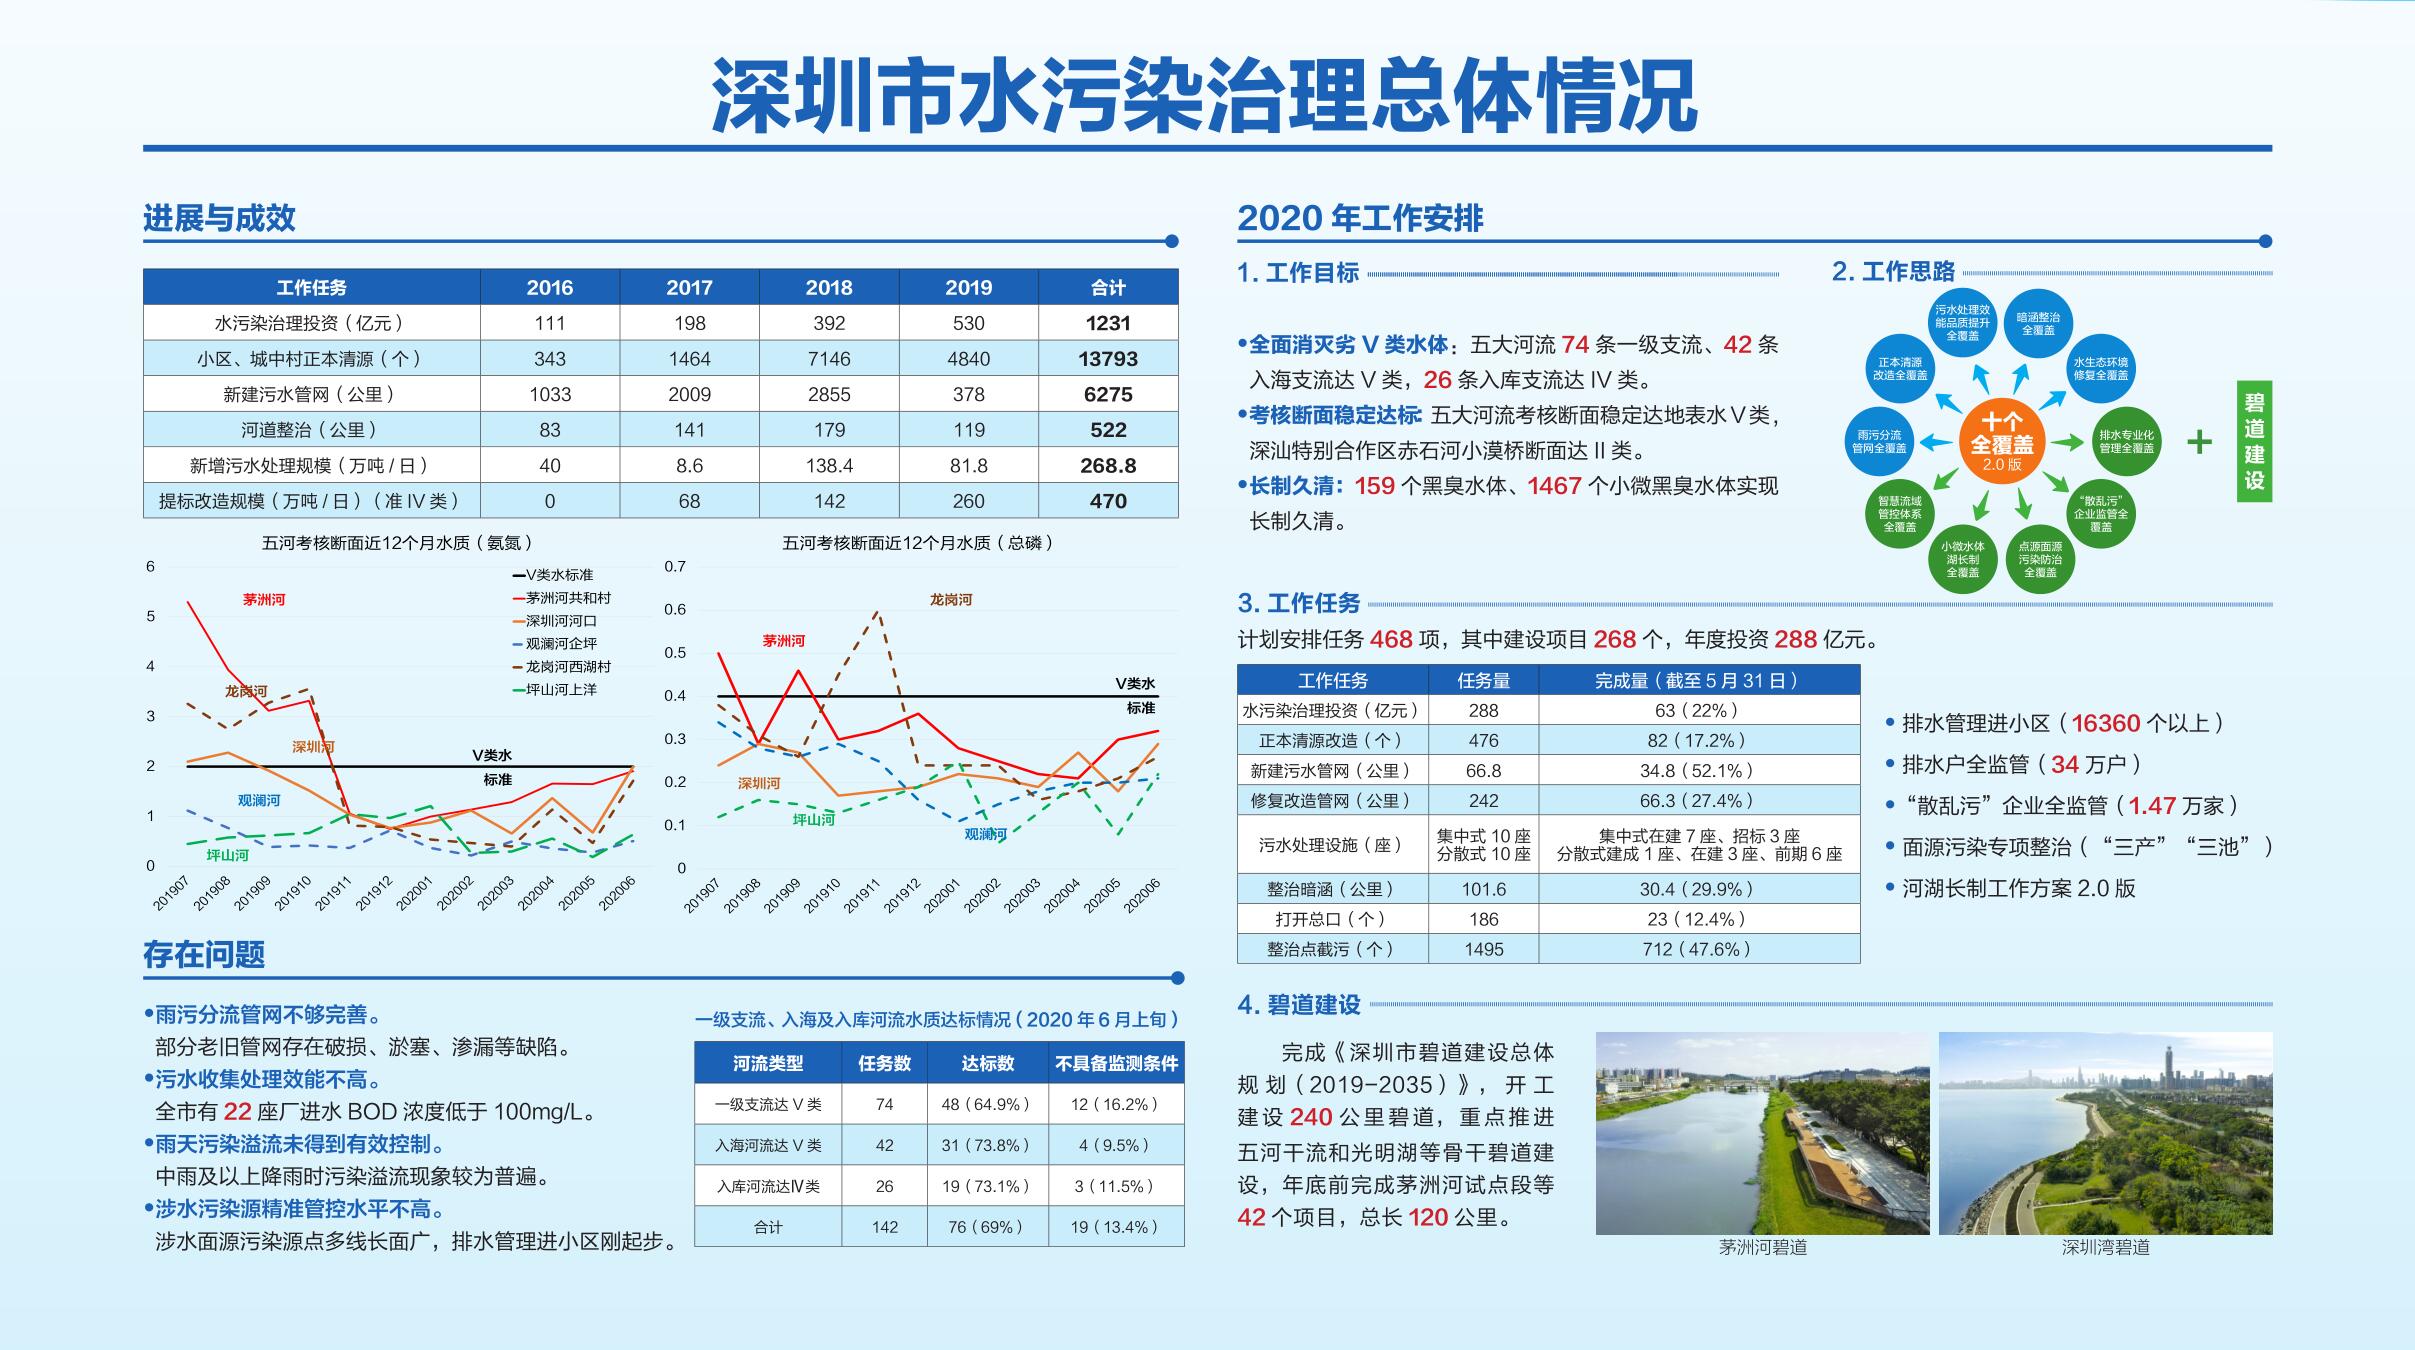 深圳市水污染治理总体情况
进展与成效
工作任务 2016 2017 2018 2019 合计
水污染治理投资（亿元） 111 198 392 530 1231
小区、城中村正本清源（个） 343 1464 7146 4840 13793
新建污水管网（公里） 1033 2009 2855 378 6275
河道整治（公里） 83 141 179 119 522
新增污水处理规模（万吨/日） 40 8.6 138.4 81.8 268.8
提标改造规模（万吨/日）（准IV类） 0 68 142 260 470
五河考核断面近12个月水质（氨氮）
6
5
4
3
2
1
0
茅洲河
龙岗河
深圳河
观澜河
坪山河
V类水
标准
V类水标准
茅洲河共和村
深圳河河口
观澜河企坪
龙岗河西湖村
坪山河上洋
201907 201908 201909 201910 201911 201912 202001 202002 202003 202004 202005 202006
五河考核断面近12个月水质（总磷）
0.7
0.6
0.5
0.4
0.3
0.2
0.1
0
龙岗河
茅洲河
V类水
标准
深圳河
坪山河
观澜河
201907 201908 201909 201910 201911 201912 202001 202002 202003 202004 202005 202006
存在问题
•雨污分流管网不够完善。
部分老旧管网存在破损、淤塞、渗漏等缺陷。
•污水收集处理效能不高。
全市有 22 座厂进水 BOD 浓度低于 100mg/L。
•雨天污染溢流未得到有效控制。
中雨及以上降雨时污染溢流现象较为普遍。
•涉水污染源精准管控水平不高。
涉水面源污染源点多线长面广，排水管理进小区刚起步。
一级支流、入海及入库河流水质达标情况（2020年6月上旬）
河流类型 任务数 达标数 不具备监测条件
一级支流达 V 类 74 48（64.9%） 12（16.2%）
入海河流达 V 类 42 31（73.8%） 4（9.5%）
入库河流达Ⅳ类 26 19（73.1%） 3（11.5%）
合计 142 76（69%） 19（13.4%）
2020 年工作安排
1. 工作目标
•全面消灭劣 V 类水体：五大河流 74 条一级支流、42 条
入海支流达 V 类，26 条入库支流达 IV 类。
•考核断面稳定达标: 五大河流考核断面稳定达地表水V类，
深汕特别合作区赤石河小漠桥断面达 II 类。
•长制久清：159 个黑臭水体、1467 个小微黑臭水体实现
长制久清。
2. 工作思路
污水处理效
能品质提升
全覆盖
暗涵整治
全覆盖
正本清源
改造全覆盖
水生态环境
修复全覆盖
雨污分流
管网全覆盖
十个
全覆盖
2.0 版
排水专业化
管理全覆盖
智慧流域
管控体系
全覆盖
“散乱污”
企业监管全
覆盖
小微水体
湖长制
全覆盖
点源面源
污染防治
全覆盖
+
碧
道
建
设
3. 工作任务
计划安排任务 468 项，其中建设项目 268 个，年度投资 288 亿元。
工作任务 任务量 完成量（截至 5 月 31 日）
水污染治理投资（亿元） 288 63（22%）
正本清源改造（个） 476 82（17.2%）
新建污水管网（公里） 66.8 34.8（52.1%）
修复改造管网（公里） 242 66.3（27.4%）
污水处理设施（座） 集中式 10 座 集中式在建 7 座、招标 3 座
分散式 10 座 分散式建成 1 座、在建 3 座、前期 6 座
整治暗涵（公里） 101.6 30.4（29.9%）
打开总口（个） 186 23（12.4%）
整治点截污（个） 1495 712（47.6%）
• 排水管理进小区（16360 个以上）
• 排水户全监管（34 万户）
• “散乱污”企业全监管（1.47 万家）
• 面源污染专项整治（“三产”“三池”）
• 河湖长制工作方案 2.0 版
4. 碧道建设
完成《深圳市碧道建设总体
规划（2019-2035）》，开工
建设 240 公里碧道，重点推进
五河干流和光明湖等骨干碧道建
设，年底前完成茅洲河试点段等
42 个项目，总长 120 公里。
茅洲河碧道
深圳湾碧道